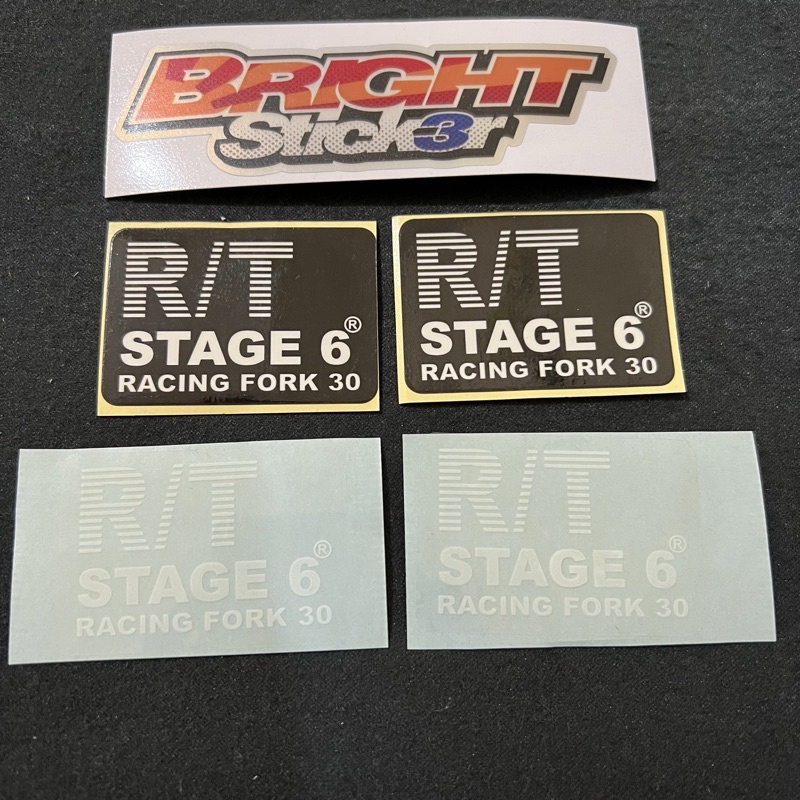 BRIGHT
Stick3r
R/T
STAGE 6®
RACING FORK 30
R/T
STAGE 6®
RACING FORK 30
R/T
STAGE 6®
RACING FORK 30
R/T
STAGE 6®
RACING FORK 30